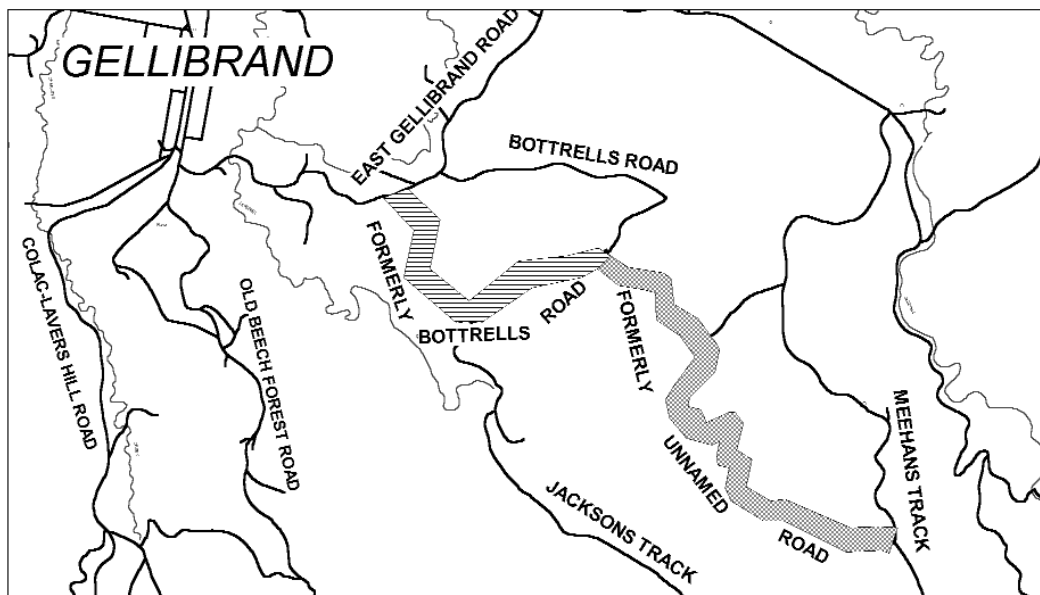 GELLIBRAND
EAST GELLIBRAND ROAD
BOTTRELLS ROAD
FORMERLY
BOTTRELLS
ROAD
FORMERLY
UNNAMED
ROAD
COLAC-LAVERS HILL ROAD
OLD BEECH FOREST ROAD
JACKSONS TRACK
MEEHANS TRACK